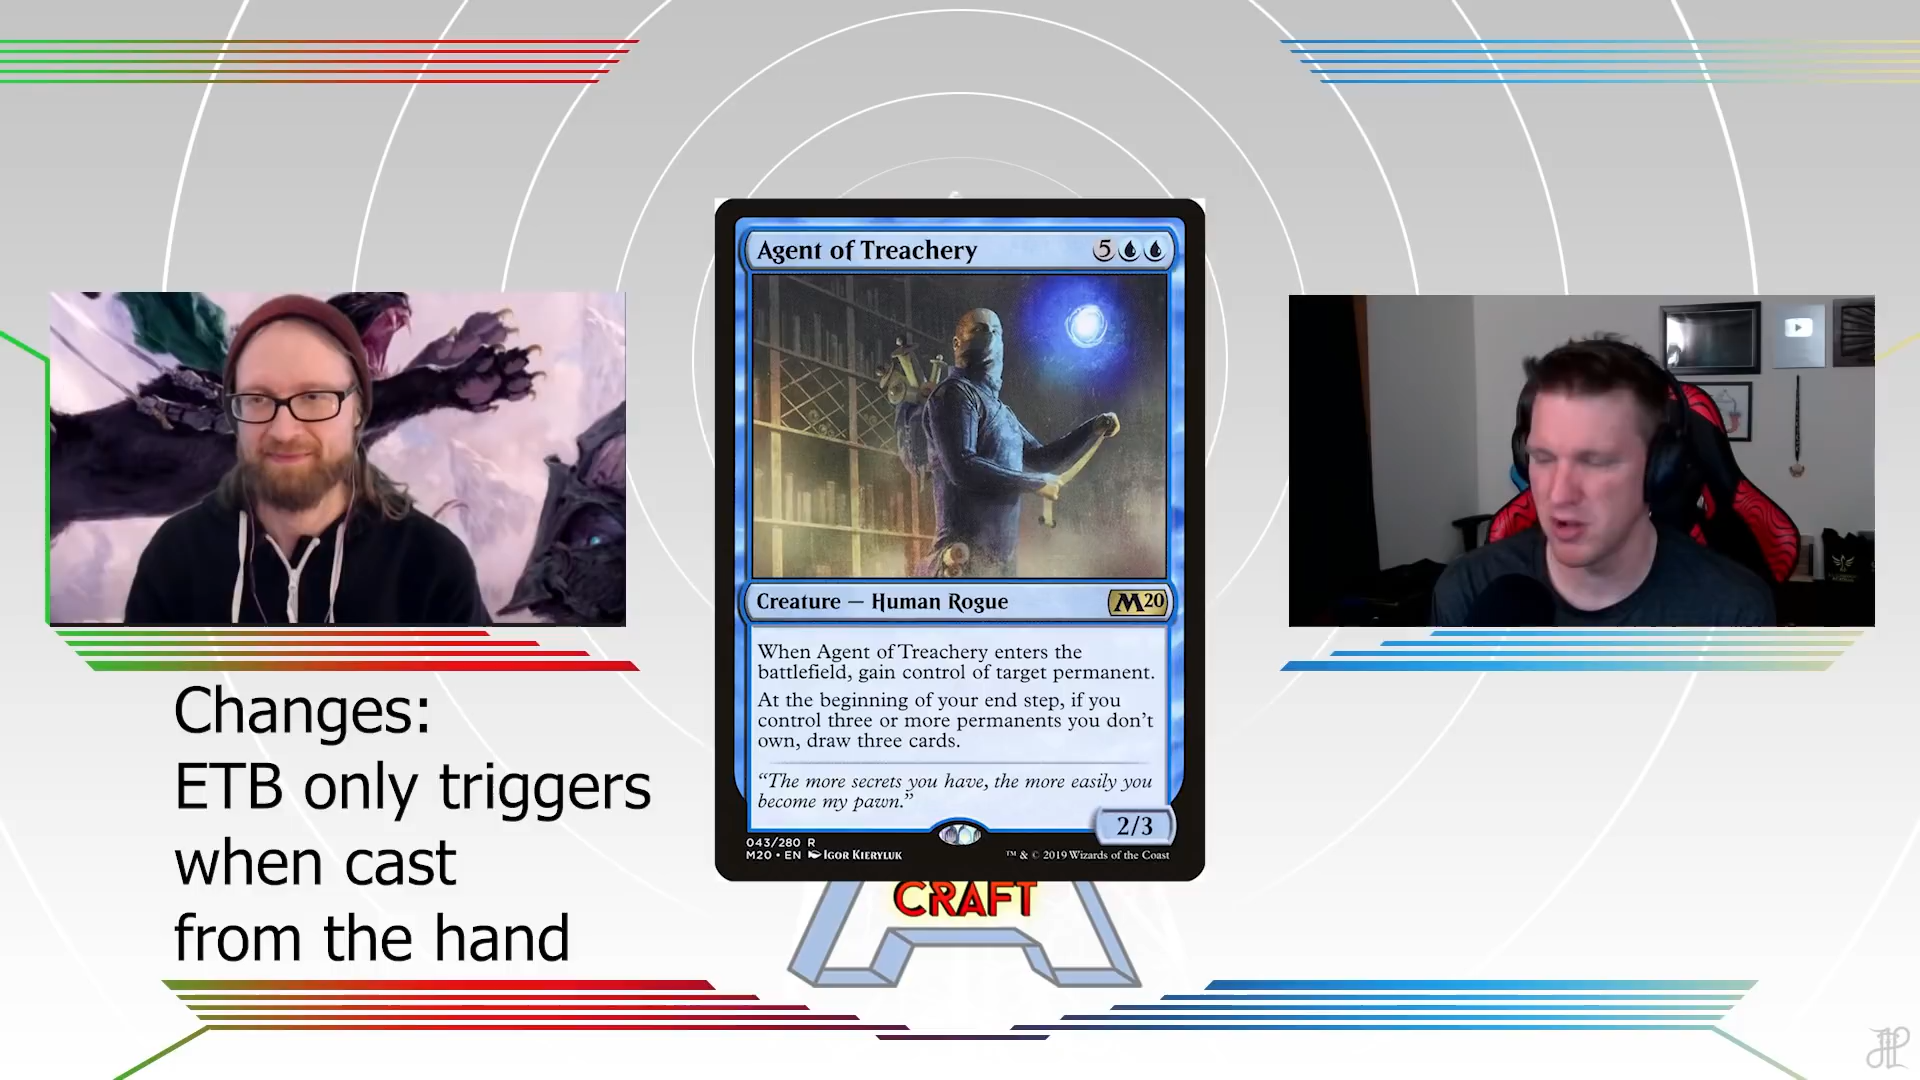 Agent of Treachery 5
Creature — Human Rogue M20
When Agent of Treachery enters the
battlefield, gain control of target permanent.
At the beginning of your end step, if you
control three or more permanents you don't
own, draw three cards.
"The more secrets you have, the more easily you
become my pawn."
2/3
043/280 R
M20 • EN IGOR KIERYLUK
™ & © 2019 Wizards of the Coast
CRAFT
Changes:
ETB only triggers
when cast
from the hand